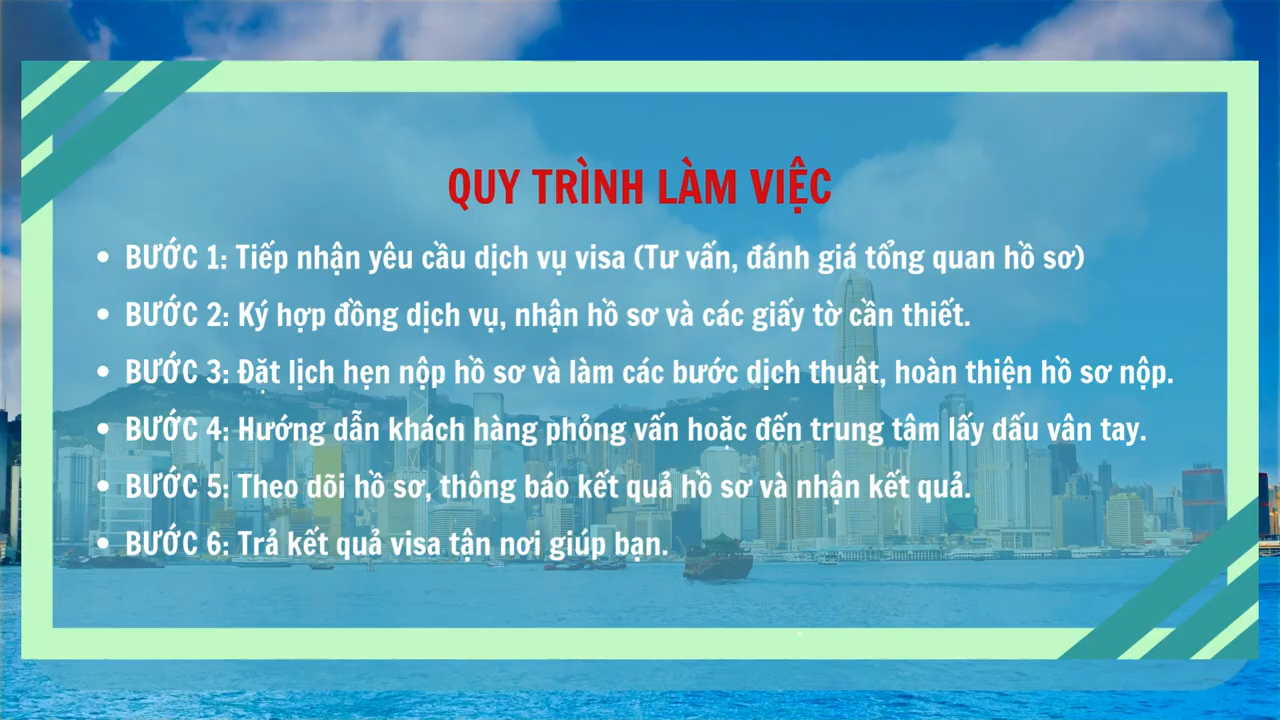 QUY TRÌNH LÀM VIỆC
• BƯỚC 1: Tiếp nhận yêu cầu dịch vụ visa (Tư vấn, đánh giá tổng quan hồ sơ)
• BƯỚC 2: Ký hợp đồng dịch vụ, nhận hồ sơ và các giấy tờ cần thiết.
• BƯỚC 3: Đặt lịch hẹn nộp hồ sơ và làm các bước dịch thuật, hoàn thiện hồ sơ nộp.
• BƯỚC 4: Hướng dẫn khách hàng phỏng vấn hoặc đến trung tâm lấy dấu vân tay.
• BƯỚC 5: Theo dõi hồ sơ, thông báo kết quả hồ sơ và nhận kết quả.
• BƯỚC 6: Trả kết quả visa tận nơi giúp bạn.